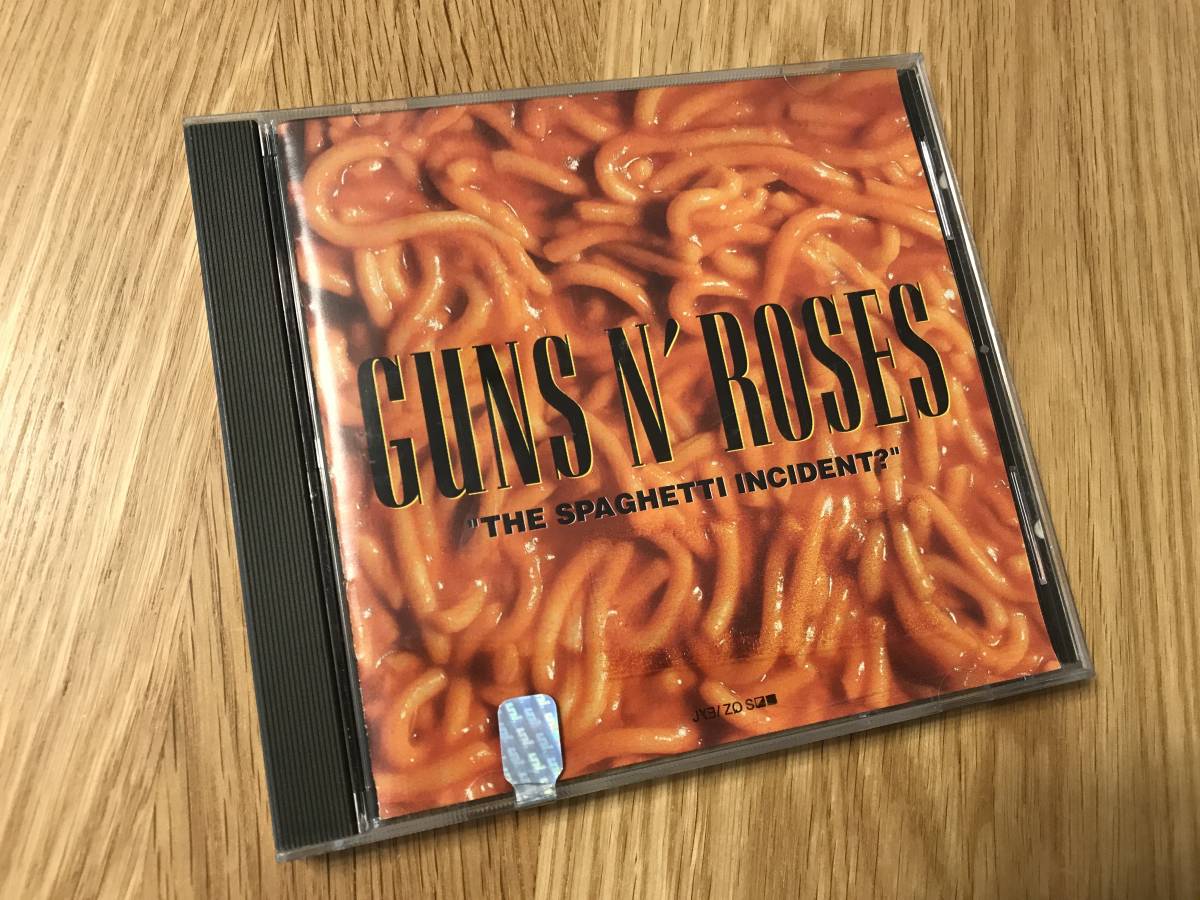 GUNS N' ROSES
"THE SPAGHETTI INCIDENT?"